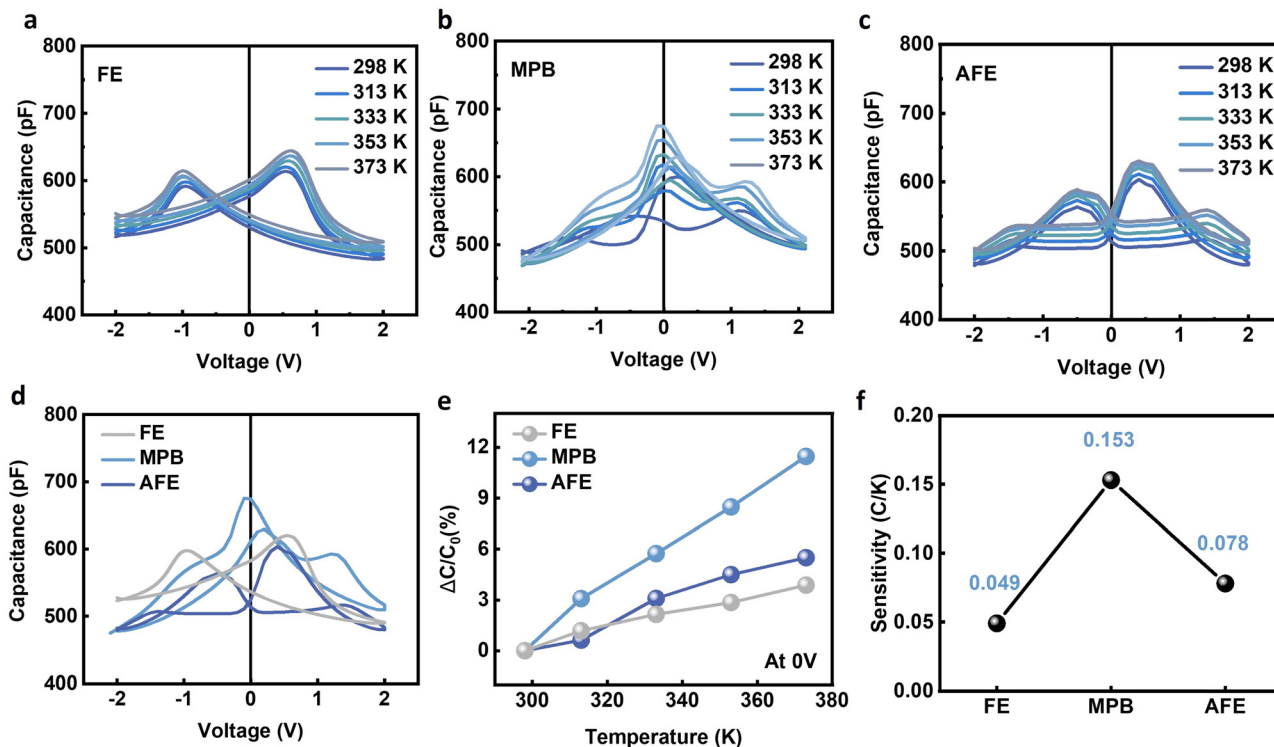 a
800
700
600
500
400
Capacitance (pF)
FE
298 K
313 K
333 K
353 K
373 K
-2
-1
0
1
2
Voltage (V)
b
800
700
600
500
400
Capacitance (pF)
MPB
298 K
313 K
333 K
353 K
373 K
-2
-1
0
1
2
Voltage (V)
c
800
700
600
500
400
Capacitance (pF)
AFE
298 K
313 K
333 K
353 K
373 K
-2
-1
0
1
2
Voltage (V)
d
800
700
600
500
400
Capacitance (pF)
FE
MPB
AFE
-2
-1
0
1
2
Voltage (V)
e
12
9
6
3
0
ΔC/C₀(%)
FE
MPB
AFE
At 0V
300
320
340
360
380
Temperature (K)
f
0.20
0.15
0.10
0.05
0.00
Sensitivity (C/K)
0.049
0.153
0.078
FE
MPB
AFE